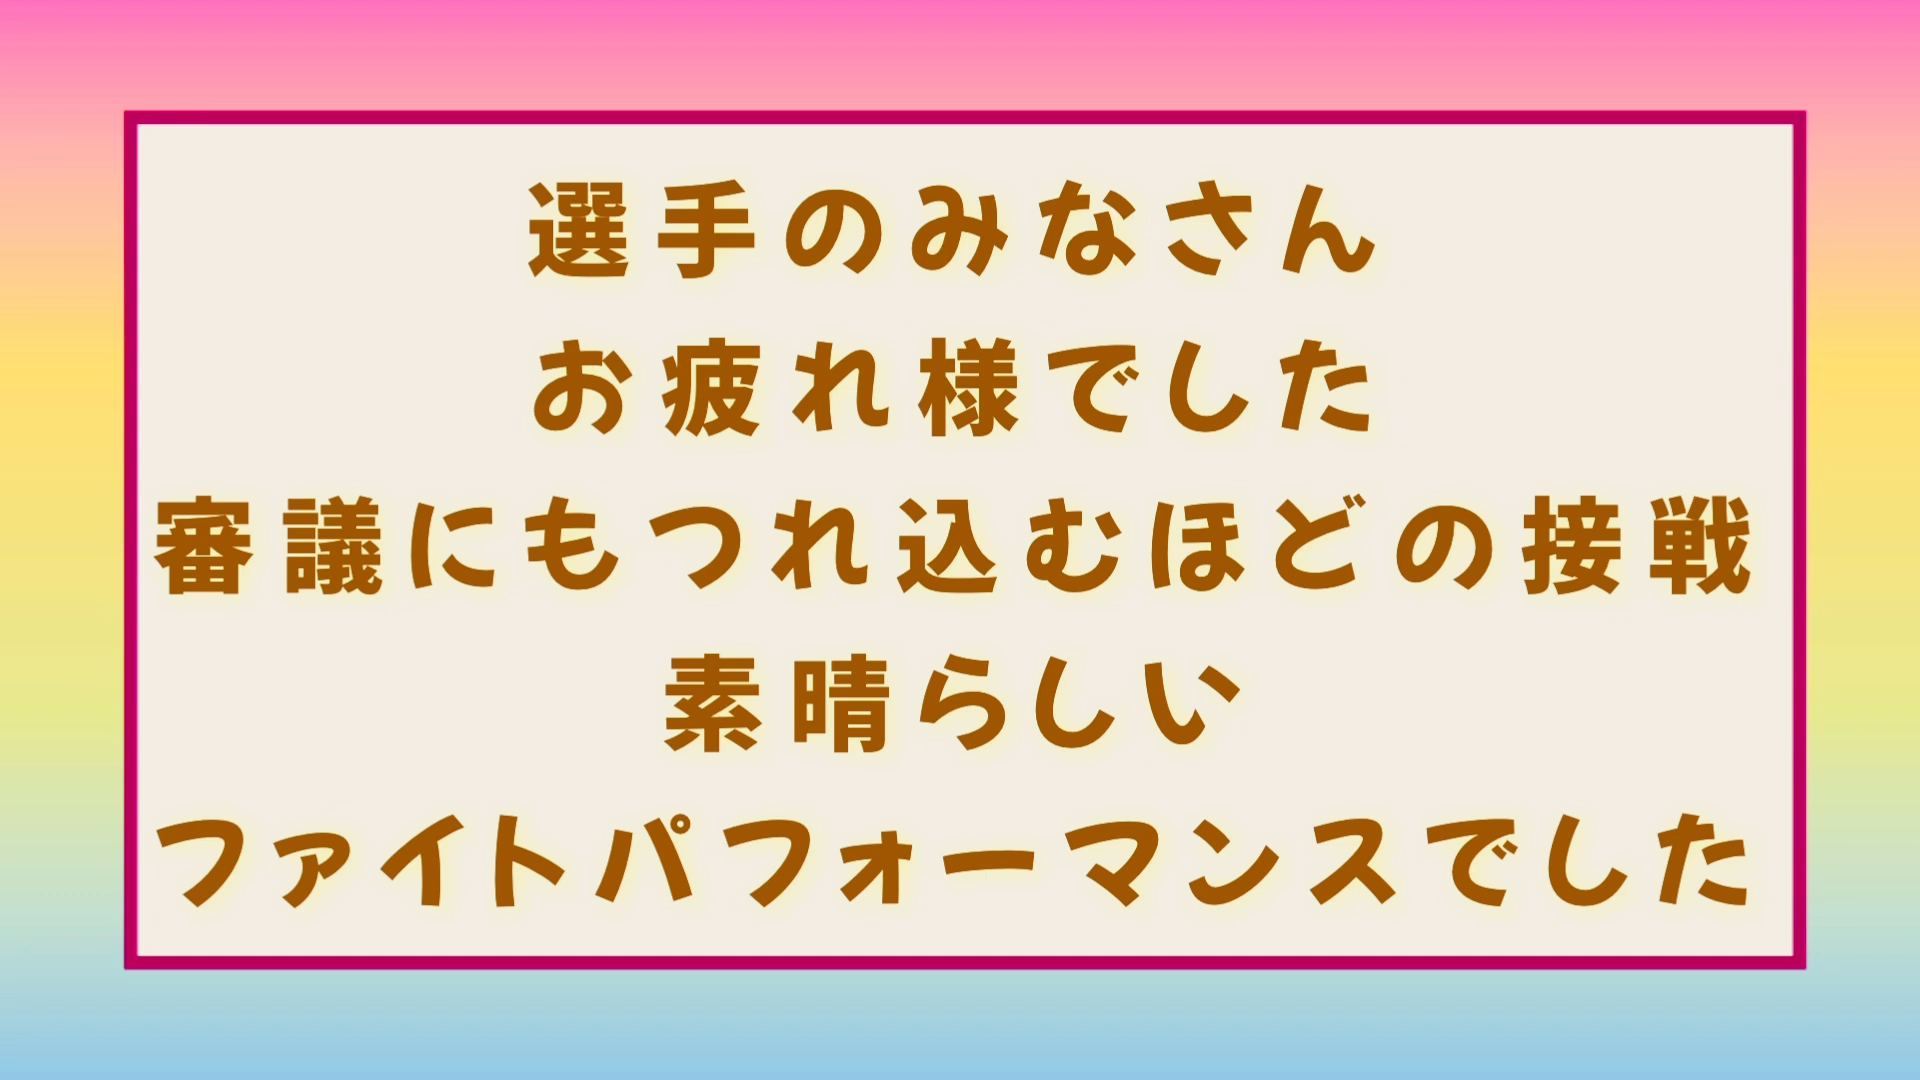 選手のみなさん
お疲れ様でした
審議にもつれ込むほどの接戦
素晴らしい
ファイトパフォーマンスでした